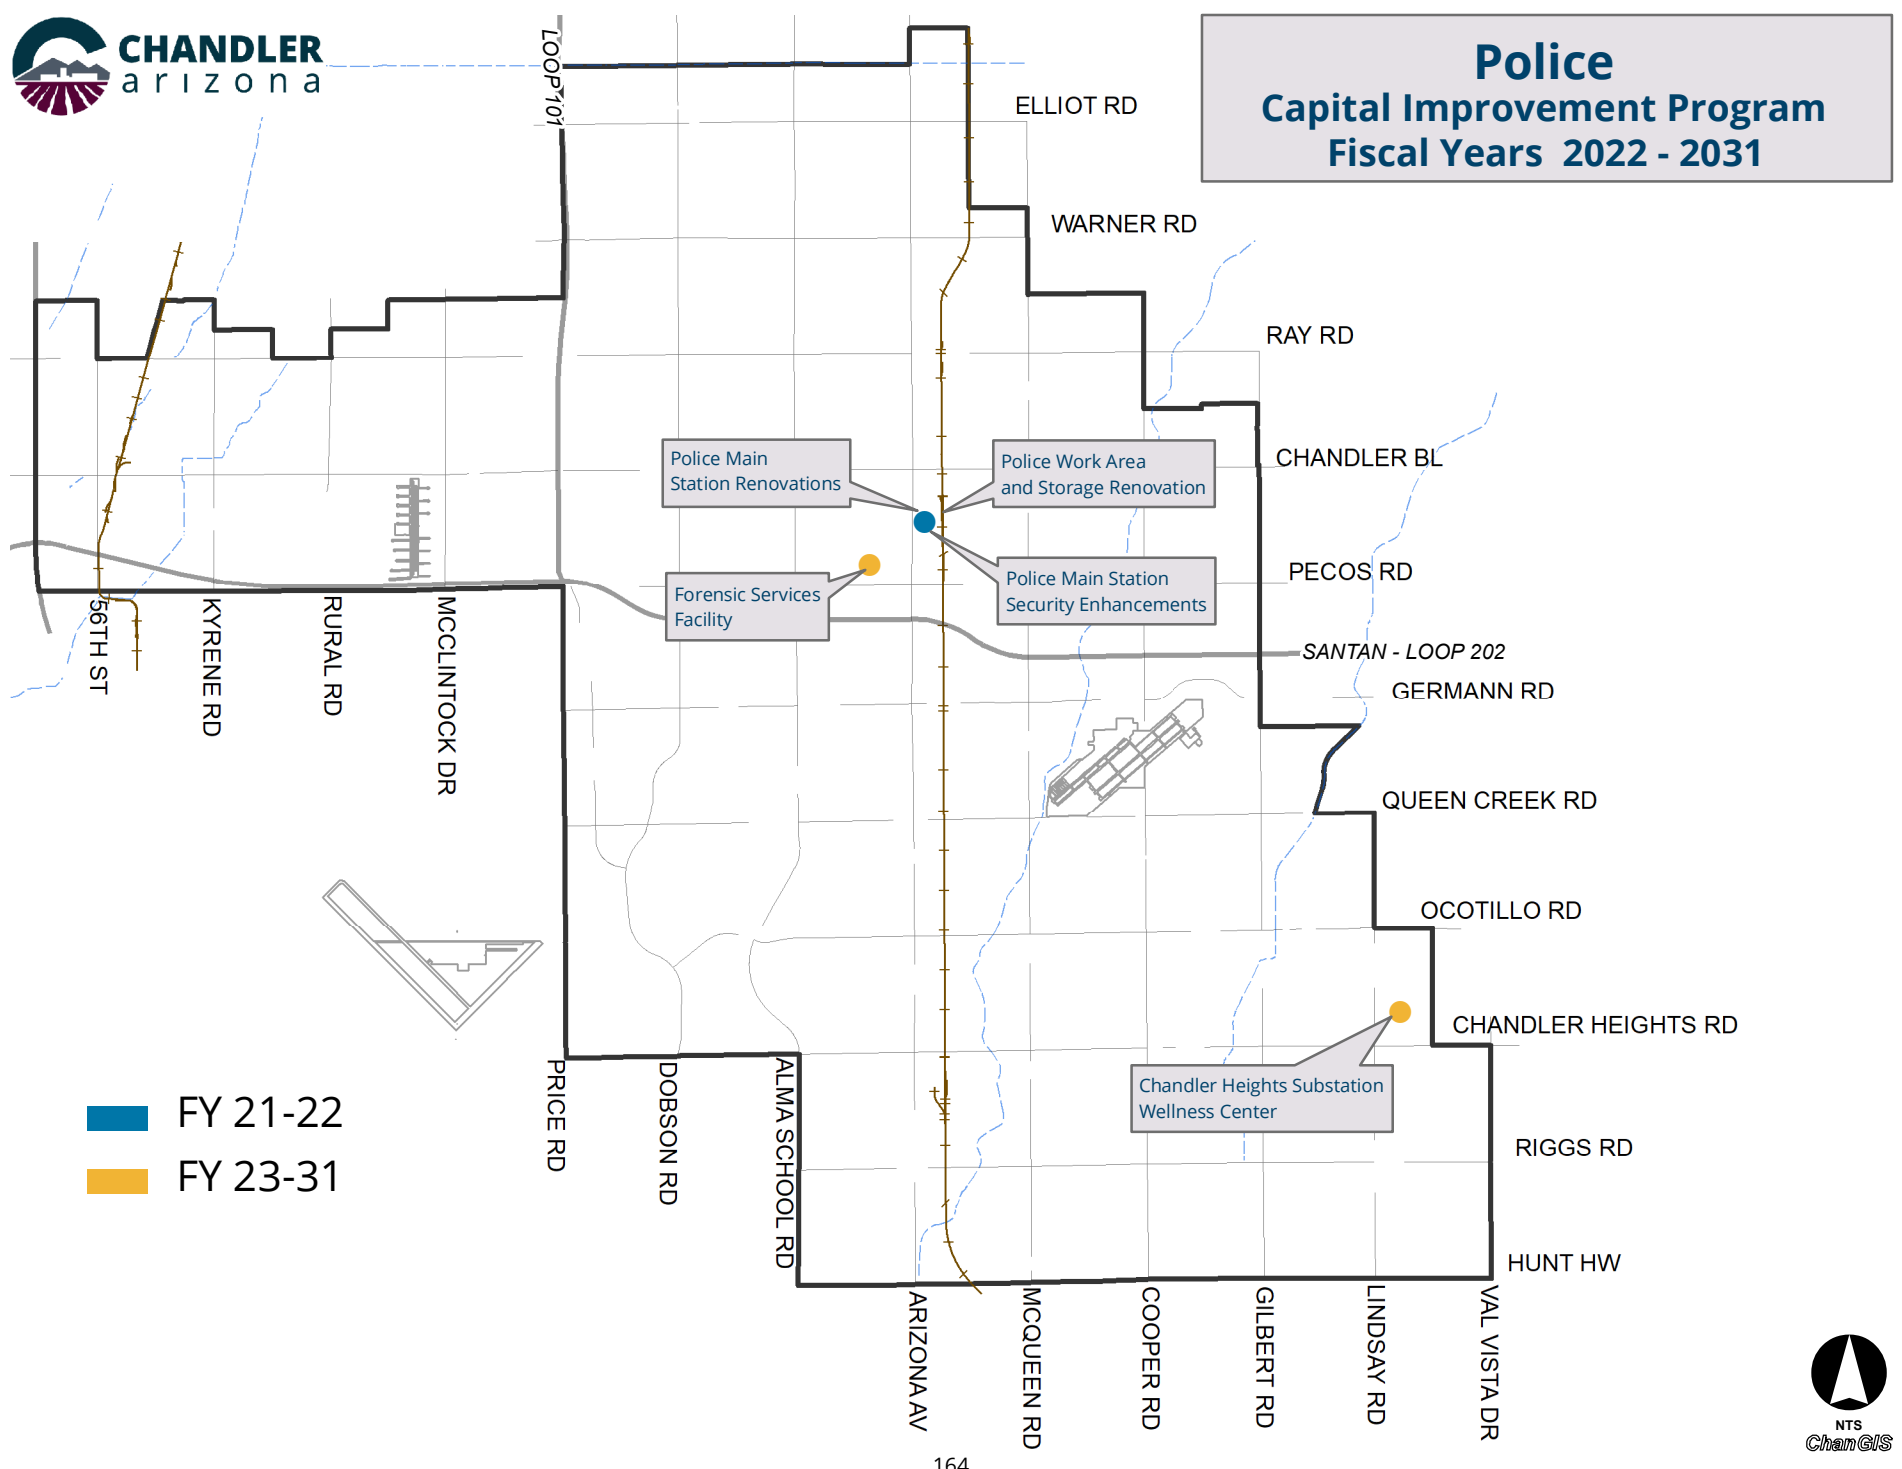 CHANDLER
arizona
Police
Capital Improvement Program
Fiscal Years 2022 - 2031
LOOP 101
ELLIOT RD
WARNER RD
RAY RD
CHANDLER BL
PECOS RD
SANTAN - LOOP 202
GERMANN RD
QUEEN CREEK RD
OCOTILLO RD
CHANDLER HEIGHTS RD
RIGGS RD
HUNT HW
Police Main
Station Renovations
Police Work Area
and Storage Renovation
Police Main Station
Security Enhancements
Forensic Services
Facility
Chandler Heights Substation
Wellness Center
56TH ST
KYRENE RD
RURAL RD
MCCLINTOCK DR
PRICE RD
DOBSON RD
ALMA SCHOOL RD
ARIZONA AV
MCQUEEN RD
COOPER RD
GILBERT RD
LINDSAY RD
VAL VISTA DR
FY 21-22
FY 23-31
NTS
ChanGIS
164